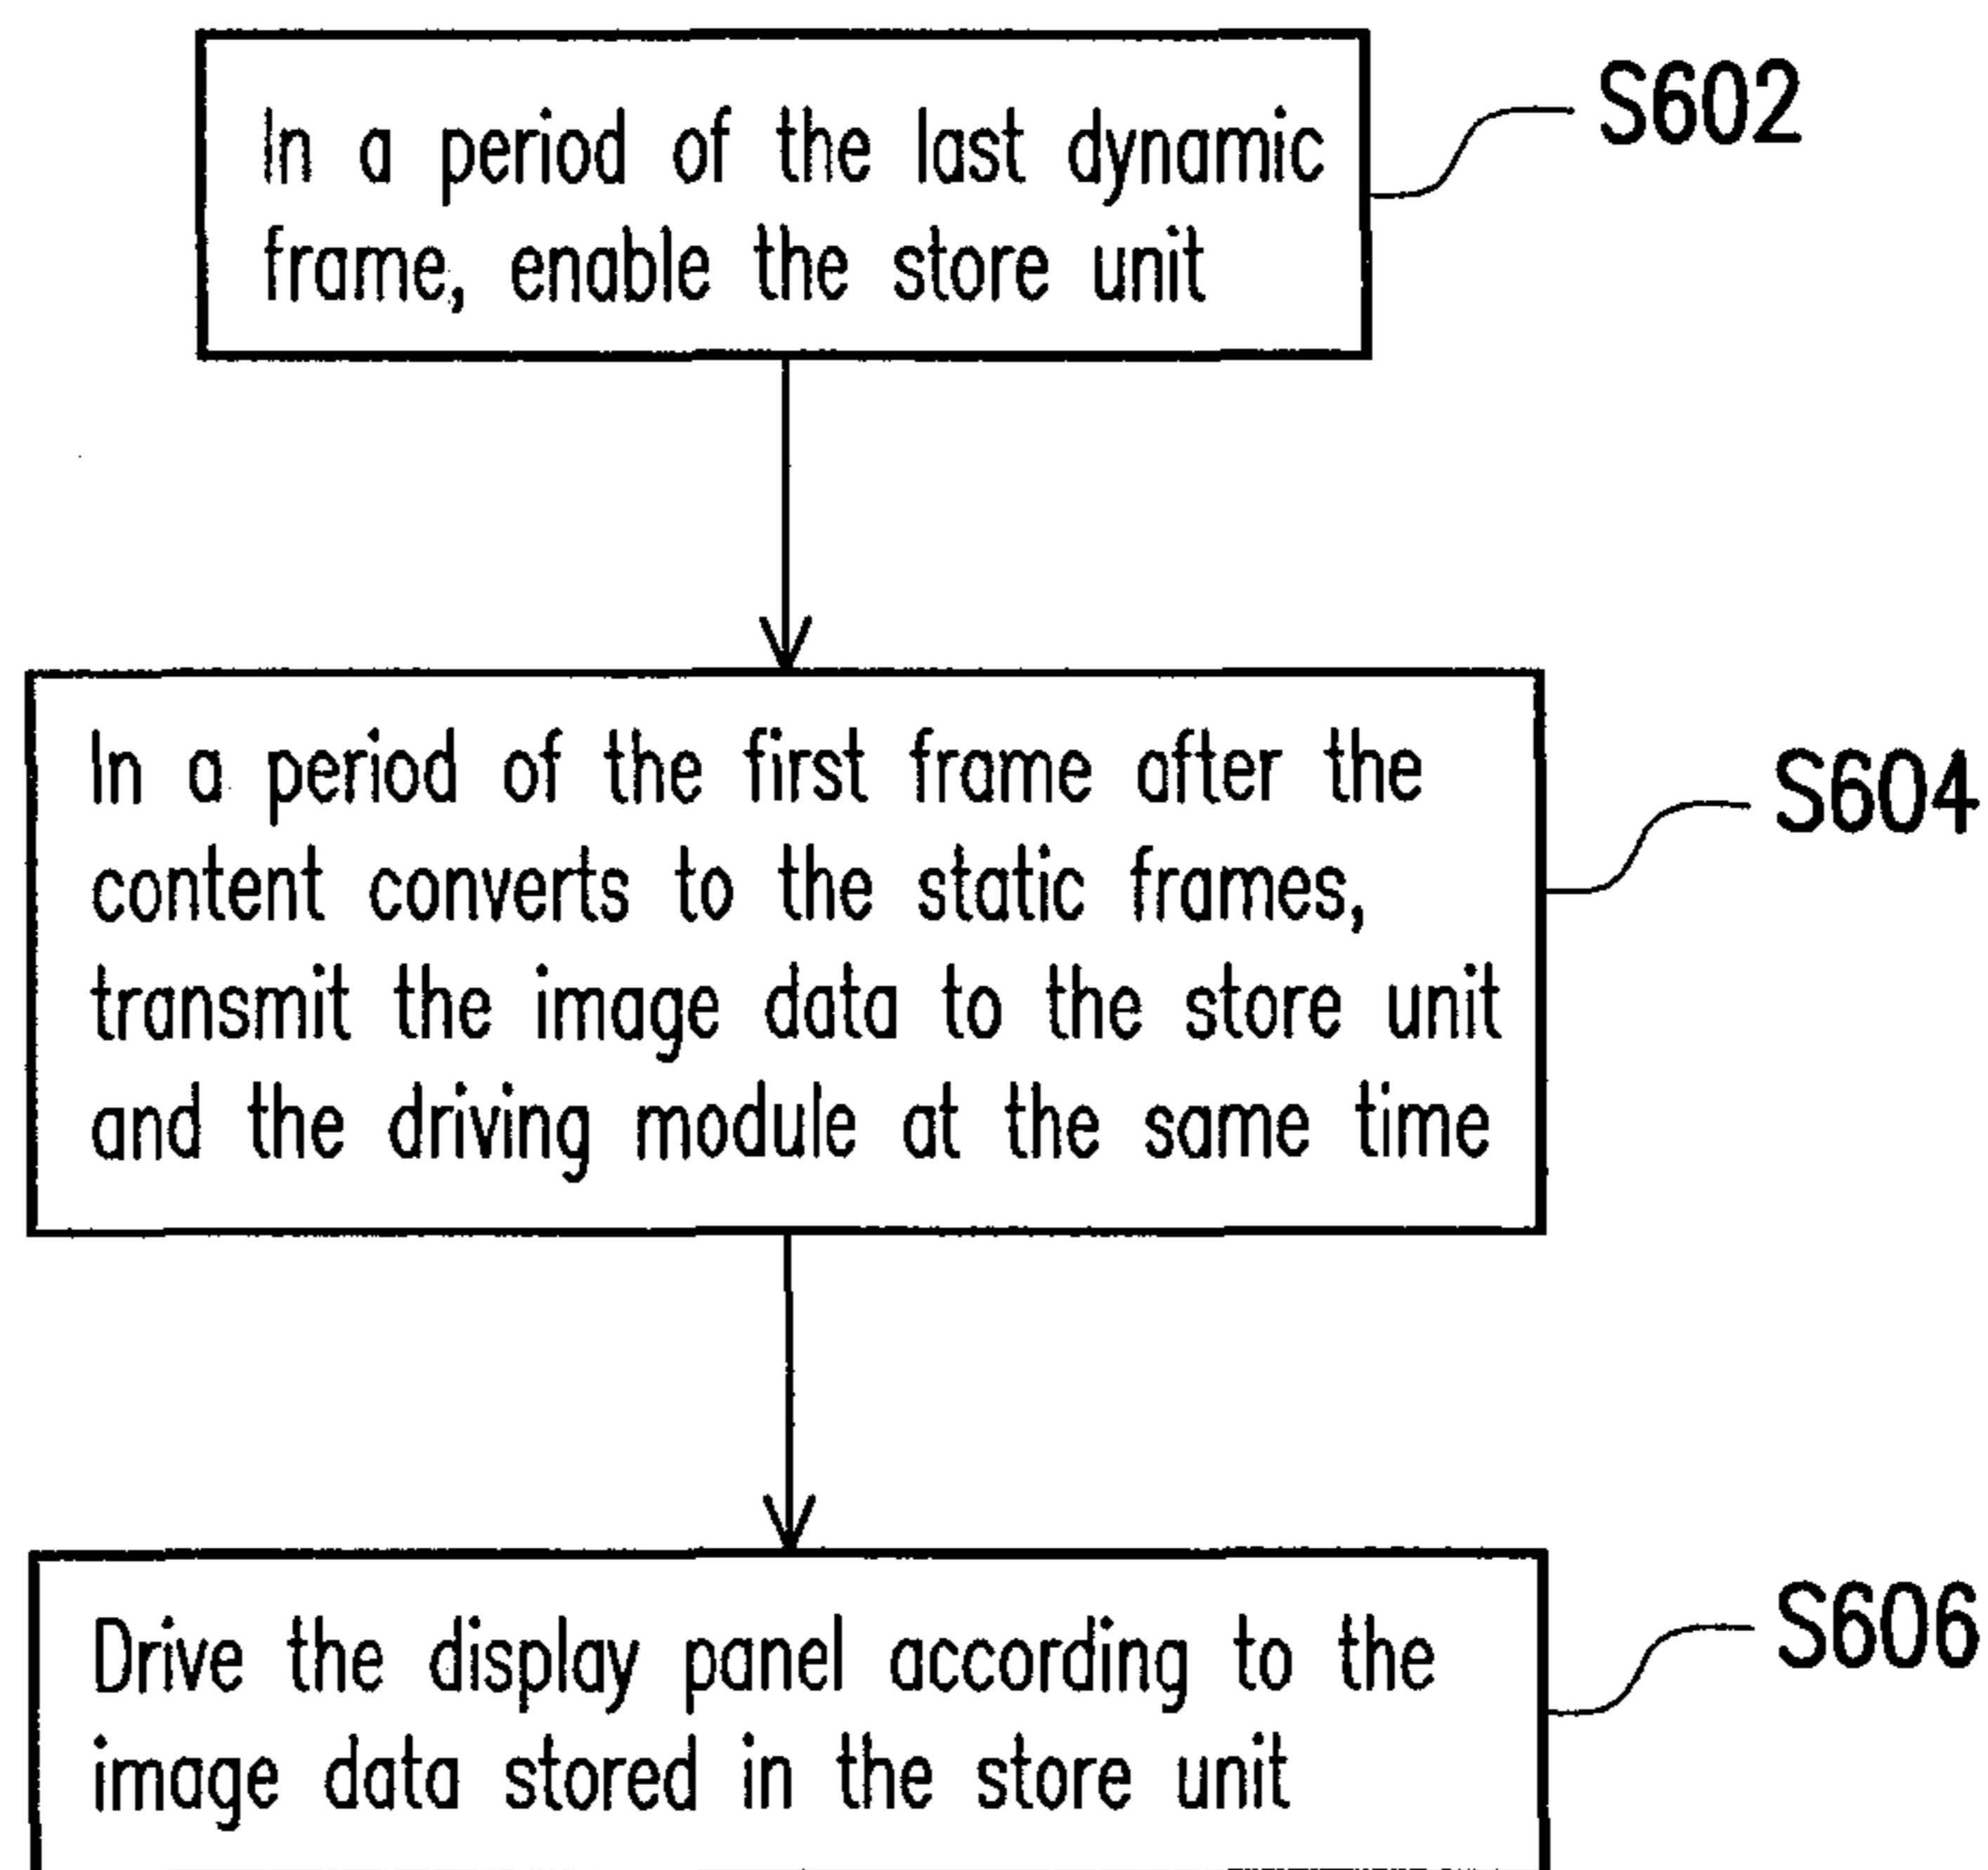 In a period of the last dynamic
frame, enable the store unit
S602
In a period of the first frame after the
content converts to the static frames,
transmit the image data to the store unit
and the driving module at the same time
S604
Drive the display panel according to the
image data stored in the store unit
S606